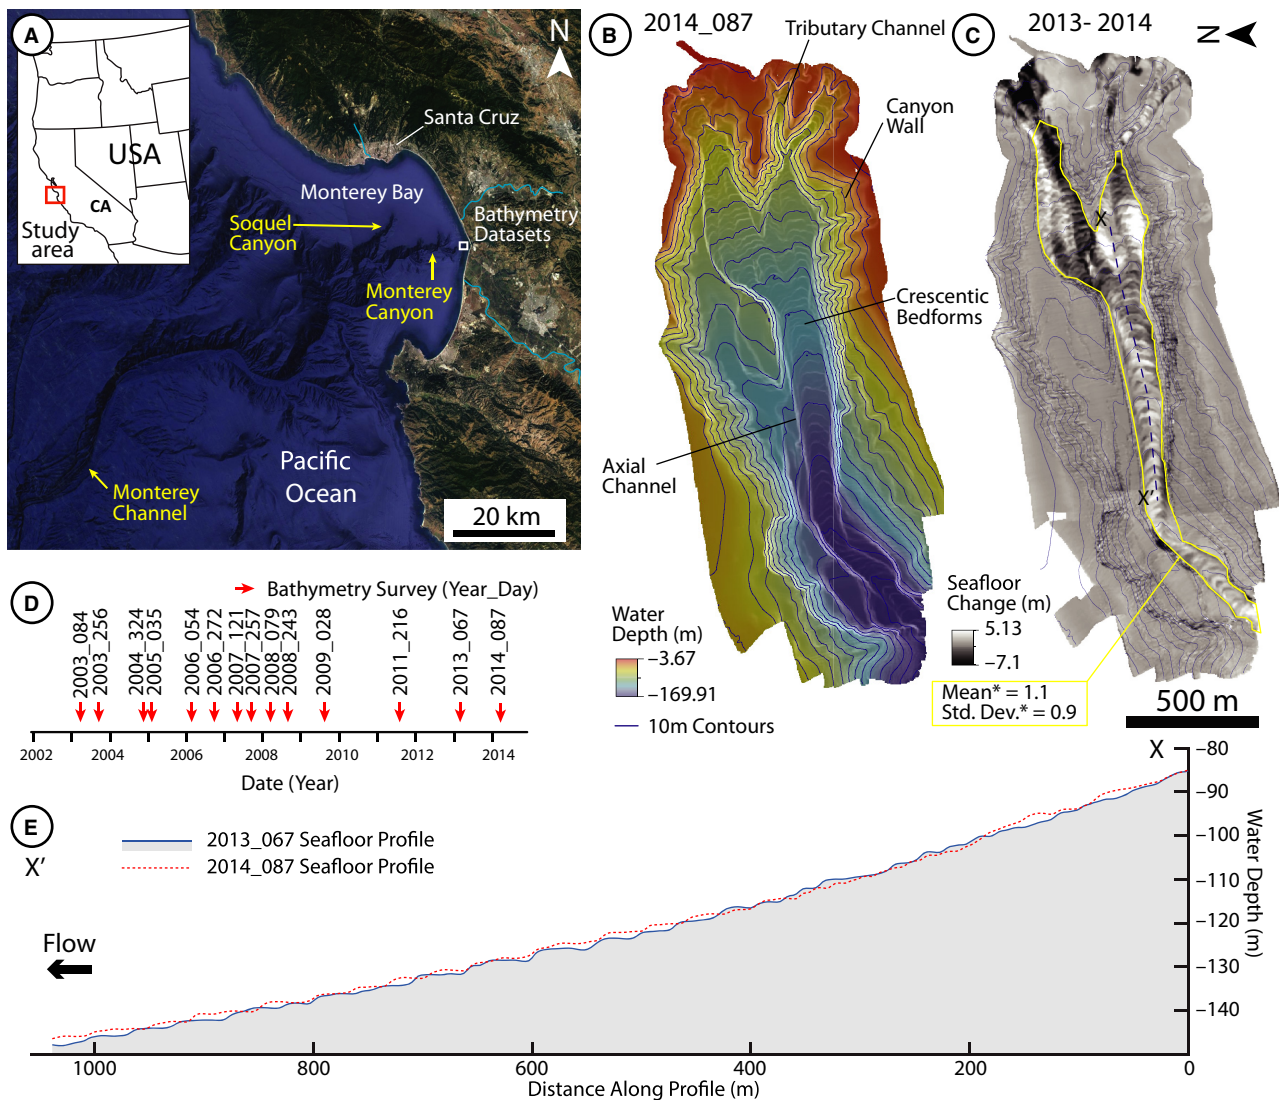 A
USA
CA
Study
area
N
Santa Cruz
Monterey Bay
Soquel
Canyon
Bathymetry
Datasets
Monterey
Canyon
Pacific
Ocean
Monterey
Channel
20 km
B
2014_087
Tributary Channel
Canyon
Wall
Crescentic
Bedforms
Axial
Channel
Water
Depth (m)
−3.67
−169.91
10m Contours
C
2013- 2014
N
X
X'
Seafloor
Change (m)
5.13
−7.1
Mean* = 1.1
Std. Dev.* = 0.9
500 m
D
Bathymetry Survey (Year_Day)
2003_084
2003_256
2004_324
2005_035
2006_054
2006_272
2007_121
2007_257
2008_079
2008_243
2009_028
2011_216
2013_067
2014_087
2002 2004 2006 2008 2010 2012 2014
Date (Year)
E
2013_067 Seafloor Profile
2014_087 Seafloor Profile
X'
X
Flow
−80
−90
−100
−110
−120
−130
−140
Water Depth (m)
1000 800 600 400 200 0
Distance Along Profile (m)